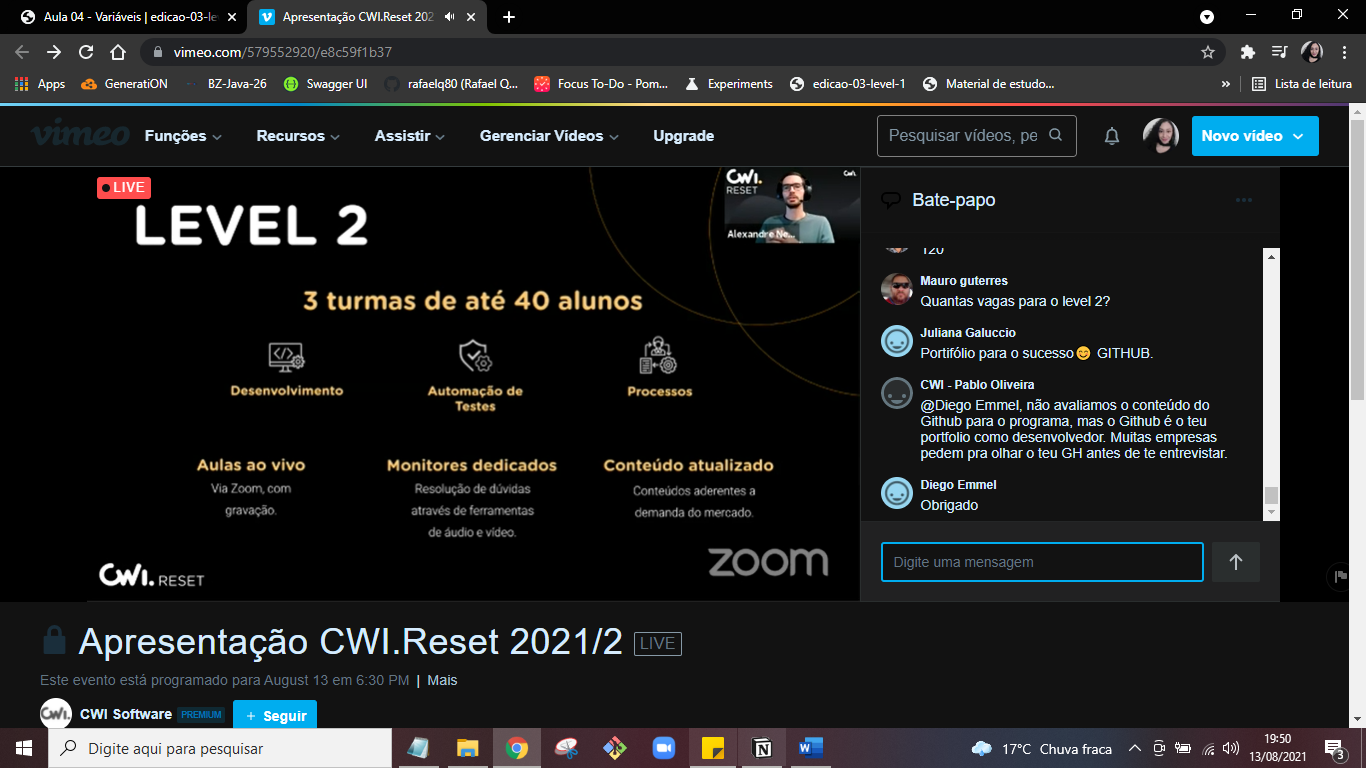 Aula 04 - Variáveis | edicao-03-le
Apresentação CWI.Reset 202
vimeo.com/579552920/e8c59f1b37
Apps
GeneratiON
BZ-Java-26
Swagger UI
rafaelq80 (Rafael Q...
Focus To-Do - Pom...
Experiments
edicao-03-level-1
Material de estudo...
»
Lista de leitura
vimeo
Funções
Recursos
Assistir
Gerenciar Vídeos
Upgrade
Pesquisar vídeos, pe
Novo vídeo
LIVE
LEVEL 2
CWI.
RESET
CWI.
Alexandre Ne...
3 turmas de até 40 alunos
Desenvolvimento
Automação de
Testes
Processos
Aulas ao vivo
Via Zoom, com
gravação.
Monitores dedicados
Resolução de dúvidas
através de ferramentas
de áudio e vídeo.
Conteúdo atualizado
Conteúdos aderentes a
demanda do mercado.
CWI. RESET
zoom
Bate-papo
120
Mauro guterres
Quantas vagas para o level 2?
Juliana Galuccio
Portifólio para o sucesso😊 GITHUB.
CWI - Pablo Oliveira
@Diego Emmel, não avaliamos o conteúdo do
Github para o programa, mas o Github é o teu
portfolio como desenvolvedor. Muitas empresas
pedem pra olhar o teu GH antes de te entrevistar.
Diego Emmel
Obrigado
Digite uma mensagem
Apresentação CWI.Reset 2021/2 LIVE
Este evento está programado para August 13 em 6:30 PM | Mais
CWI.
CWI Software PREMIUM
+ Seguir
Digite aqui para pesquisar
17°C Chuva fraca
19:50
13/08/2021
3